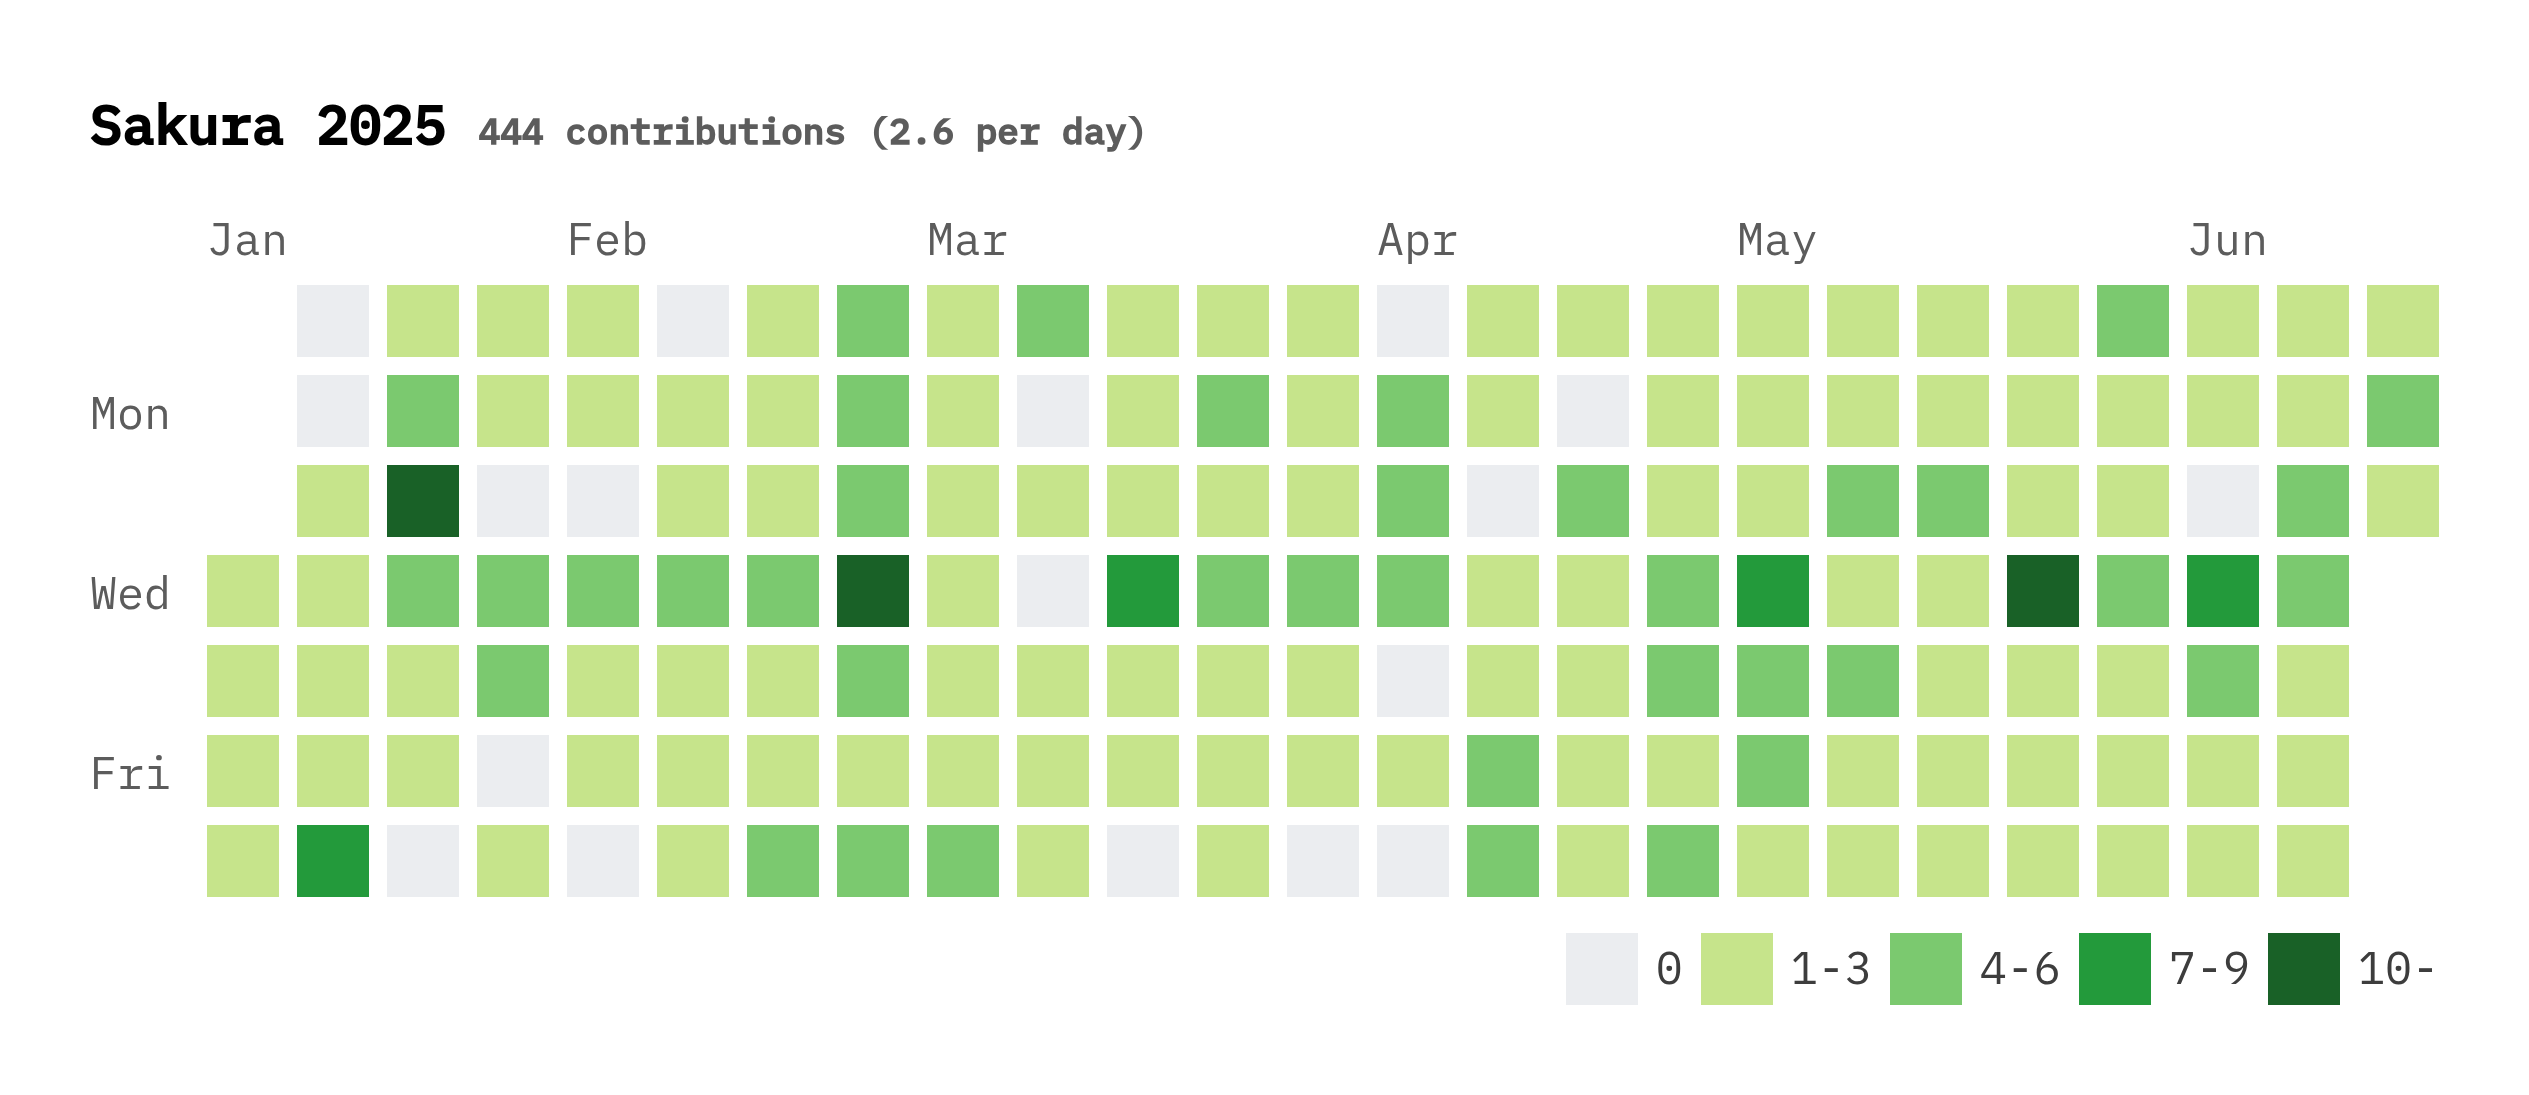 Sakura 2025 444 contributions (2.6 per day)
Jan Feb Mar Apr May Jun
Mon
Wed
Fri
0 1-3 4-6 7-9 10-